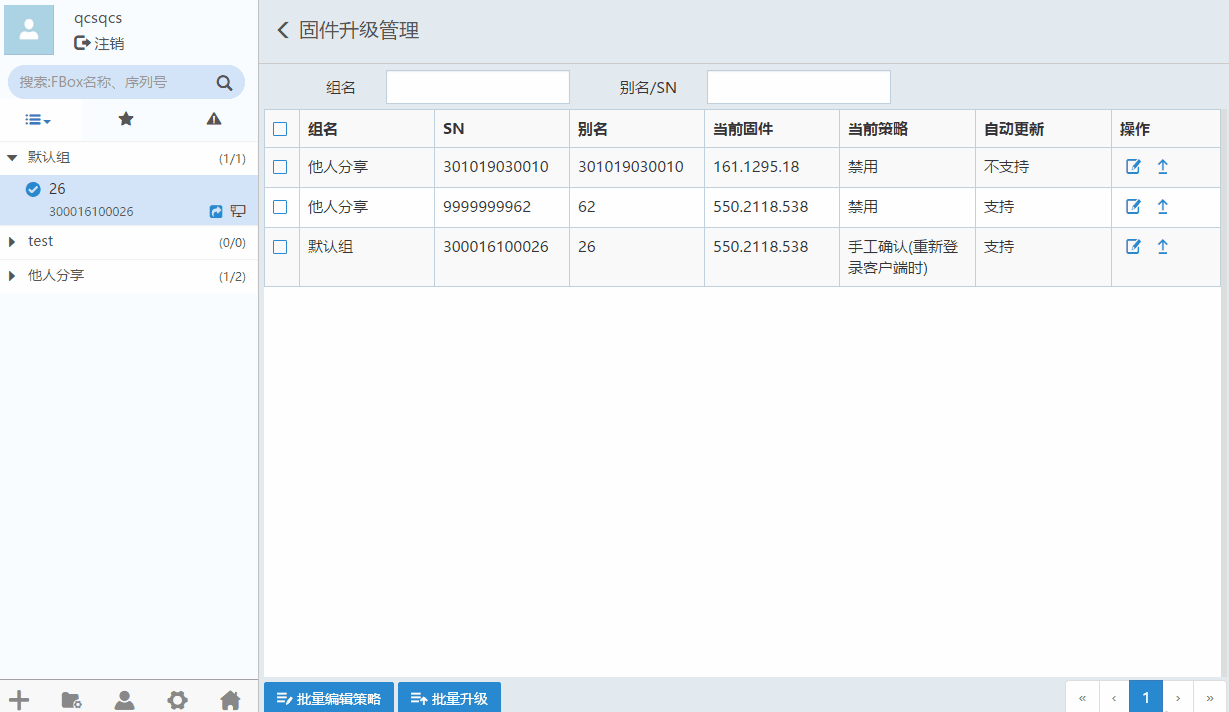 qcsqcs
注销
搜索:FBox名称、序列号
默认组 (1/1)
26
300016100026
test (0/0)
他人分享 (1/2)
固件升级管理
组名 别名/SN
组名 SN 别名 当前固件 当前策略 自动更新 操作
他人分享 301019030010 301019030010 161.1295.18 禁用 不支持
他人分享 9999999962 62 550.2118.538 禁用 支持
默认组 300016100026 26 550.2118.538 手工确认(重新登 支持
录客户端时)
批量编辑策略 批量升级 « ‹ 1 › »